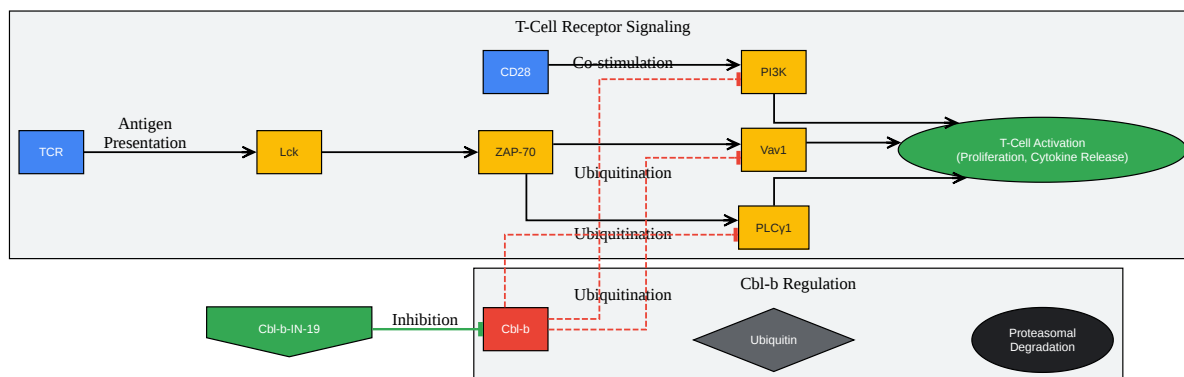 T-Cell Receptor Signaling
CD28
Co-stimulation
PI3K
TCR
Antigen
Presentation
Lck
ZAP-70
Vav1
T-Cell Activation
(Proliferation, Cytokine Release)
Ubiquitination
PLCγ1
Ubiquitination
Cbl-b Regulation
Ubiquitination
Cbl-b-IN-19
Inhibition
Cbl-b
Ubiquitin
Proteasomal
Degradation